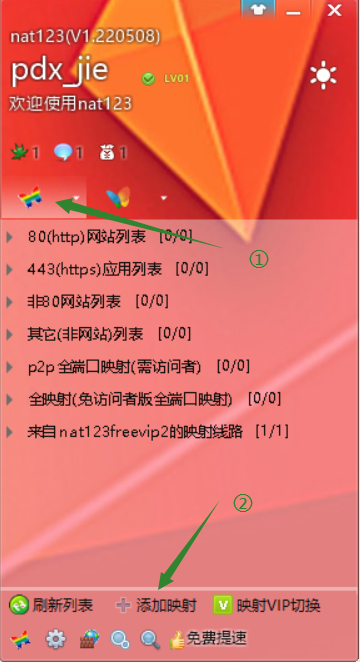 nat123(V1.220508)
pdx_jie LV01
欢迎使用nat123
1 1 1
80(http)网站列表 [0/0]
①
443(https)应用列表 [0/0]
非80网站列表 [0/0]
其它(非网站)列表 [0/0]
p2p全端口映射(需访问者) [0/0]
全映射(免访问者版全端口映射) [0/0]
来自nat123freevip2的映射线路 [1/1]
②
刷新列表 添加映射 V 映射VIP切换
免费提速